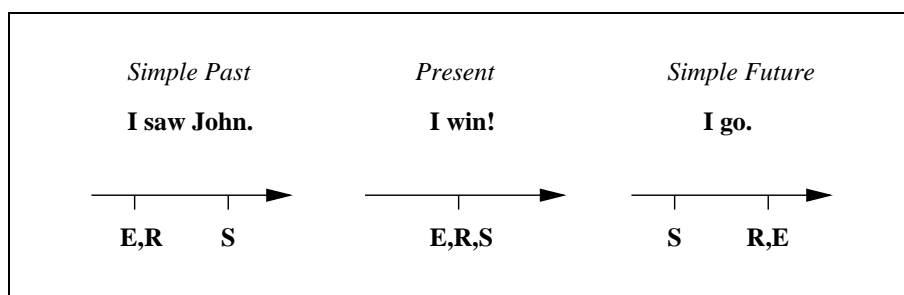 Simple Past Present Simple Future
I saw John. I win! I go.
E,R S E,R,S S R,E